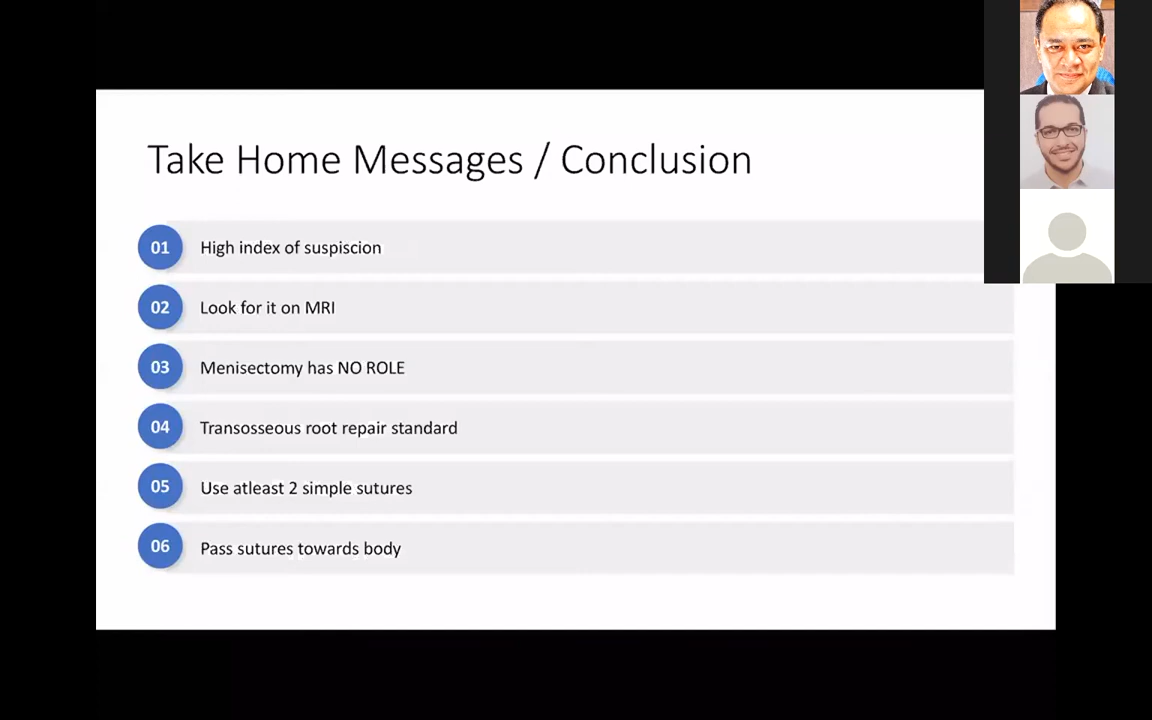 Take Home Messages / Conclusion
01 High index of suspiscion
02 Look for it on MRI
03 Menisectomy has NO ROLE
04 Transosseous root repair standard
05 Use atleast 2 simple sutures
06 Pass sutures towards body